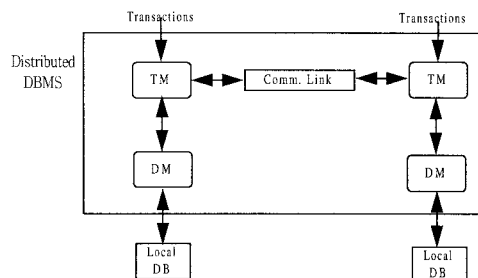 Transactions
Transactions
Distributed
DBMS
TM
Comm. Link
TM
DM
DM
Local
DB
Local
DB